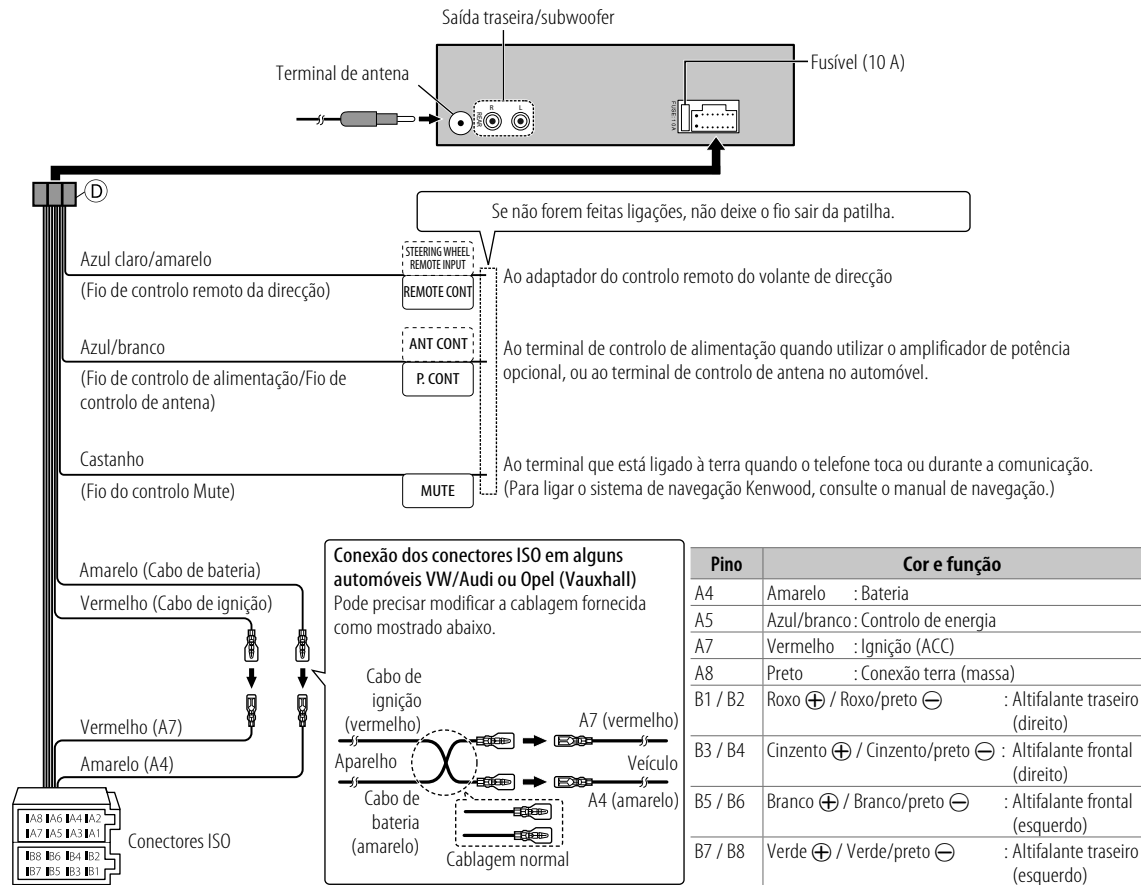 Saída traseira/subwoofer
Fusível (10 A)
Terminal de antena
R L
REAR
FUSE 10A
D
Se não forem feitas ligações, não deixe o fio sair da patilha.
Azul claro/amarelo
(Fio de controlo remoto da direcção)
STEERING WHEEL
REMOTE INPUT
REMOTE CONT
Ao adaptador do controlo remoto do volante de direcção
Azul/branco
(Fio de controlo de alimentação/Fio de
controlo de antena)
ANT CONT
P. CONT
Ao terminal de controlo de alimentação quando utilizar o amplificador de potência
opcional, ou ao terminal de controlo de antena no automóvel.
Castanho
(Fio do controlo Mute)
MUTE
Ao terminal que está ligado à terra quando o telefone toca ou durante a comunicação.
(Para ligar o sistema de navegação Kenwood, consulte o manual de navegação.)
Amarelo (Cabo de bateria)
Vermelho (Cabo de ignição)
Vermelho (A7)
Amarelo (A4)
A8 A6 A4 A2
A7 A5 A3 A1
B8 B6 B4 B2
B7 B5 B3 B1
Conectores ISO
Conexão dos conectores ISO em alguns
automóveis VW/Audi ou Opel (Vauxhall)
Pode precisar modificar a cablagem fornecida
como mostrado abaixo.
Cabo de
ignição
(vermelho)
A7 (vermelho)
Aparelho
Veículo
Cabo de
bateria
(amarelo)
A4 (amarelo)
Cablagem normal
Pino Cor e função
A4 Amarelo : Bateria
A5 Azul/branco : Controlo de energia
A7 Vermelho : Ignição (ACC)
A8 Preto : Conexão terra (massa)
B1 / B2 Roxo ⊕ / Roxo/preto ⊖ : Altifalante traseiro
(direito)
B3 / B4 Cinzento ⊕ / Cinzento/preto ⊖ : Altifalante frontal
(direito)
B5 / B6 Branco ⊕ / Branco/preto ⊖ : Altifalante frontal
(esquerdo)
B7 / B8 Verde ⊕ / Verde/preto ⊖ : Altifalante traseiro
(esquerdo)